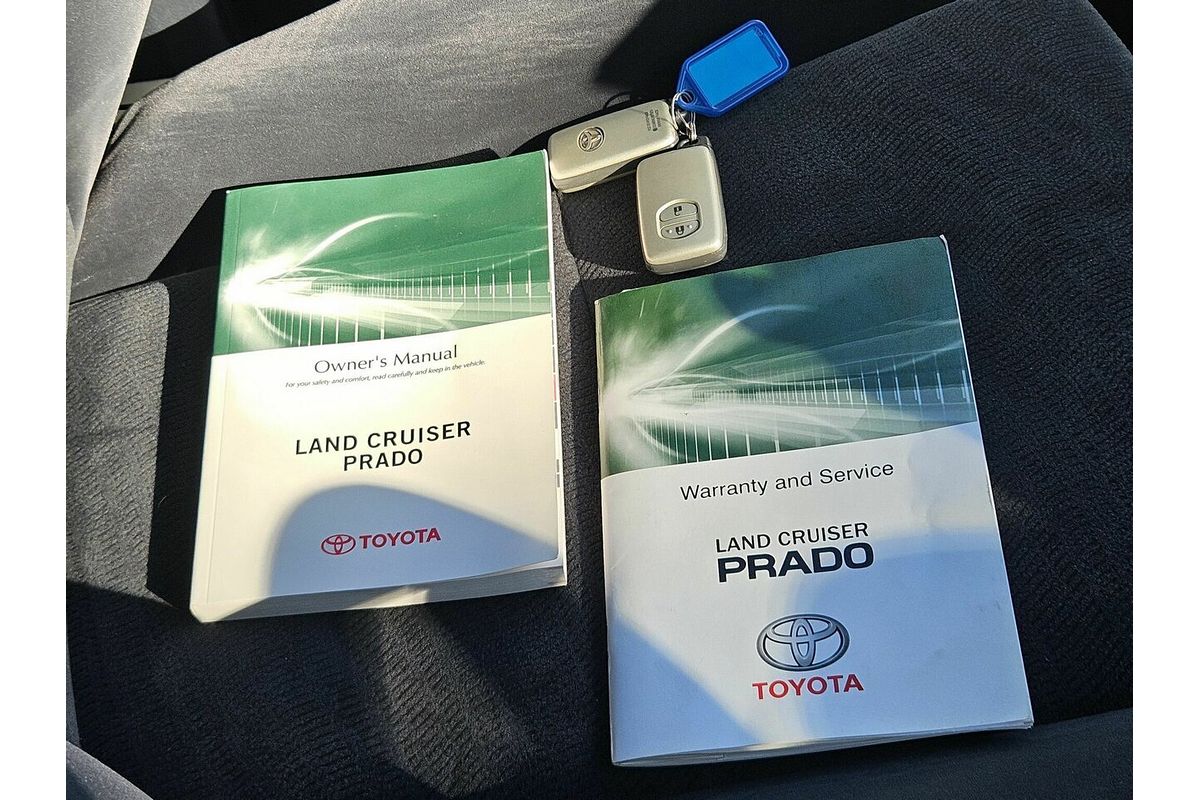 Owner's Manual
For your safety and comfort, read carefully and keep in the vehicle.
LAND CRUISER
PRADO
TOYOTA
Warranty and Service
LAND CRUISER
PRADO
TOYOTA